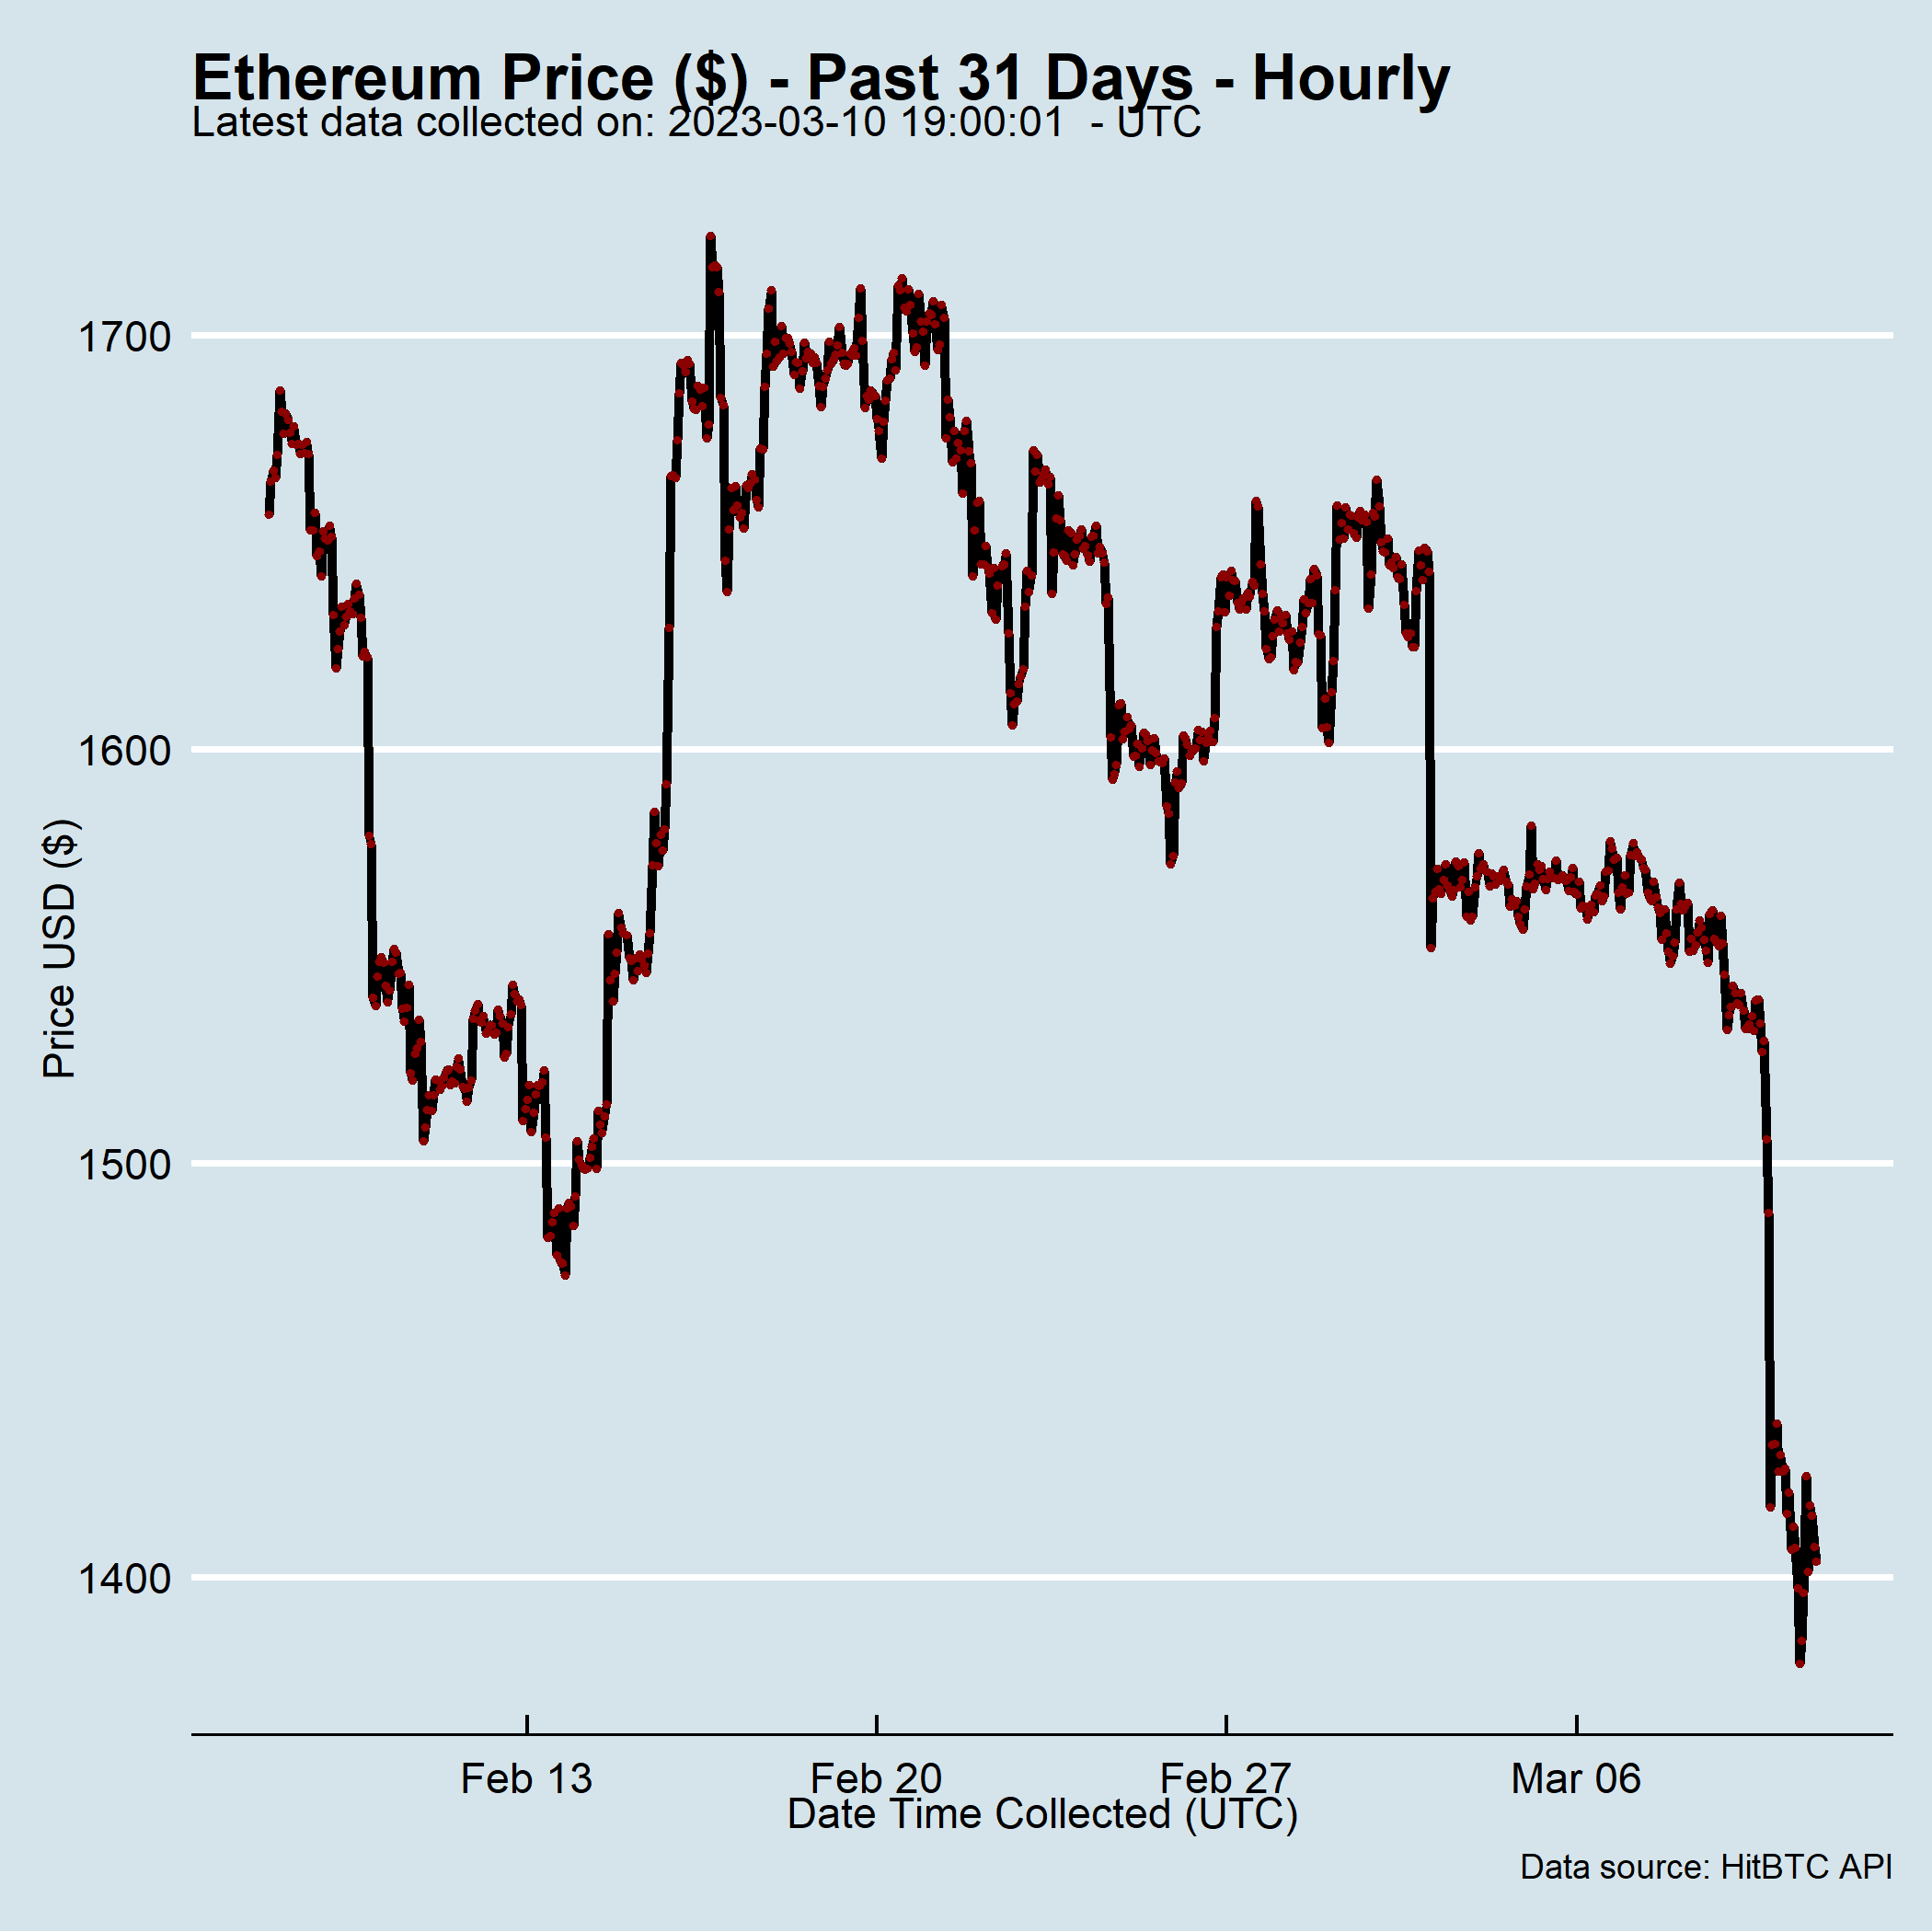 Ethereum Price ($) - Past 31 Days - Hourly
Latest data collected on: 2023-03-10 19:00:01  - UTC
1700
1600
1500
1400
Price USD ($)
Feb 13
Feb 20
Feb 27
Mar 06
Date Time Collected (UTC)
Data source: HitBTC API